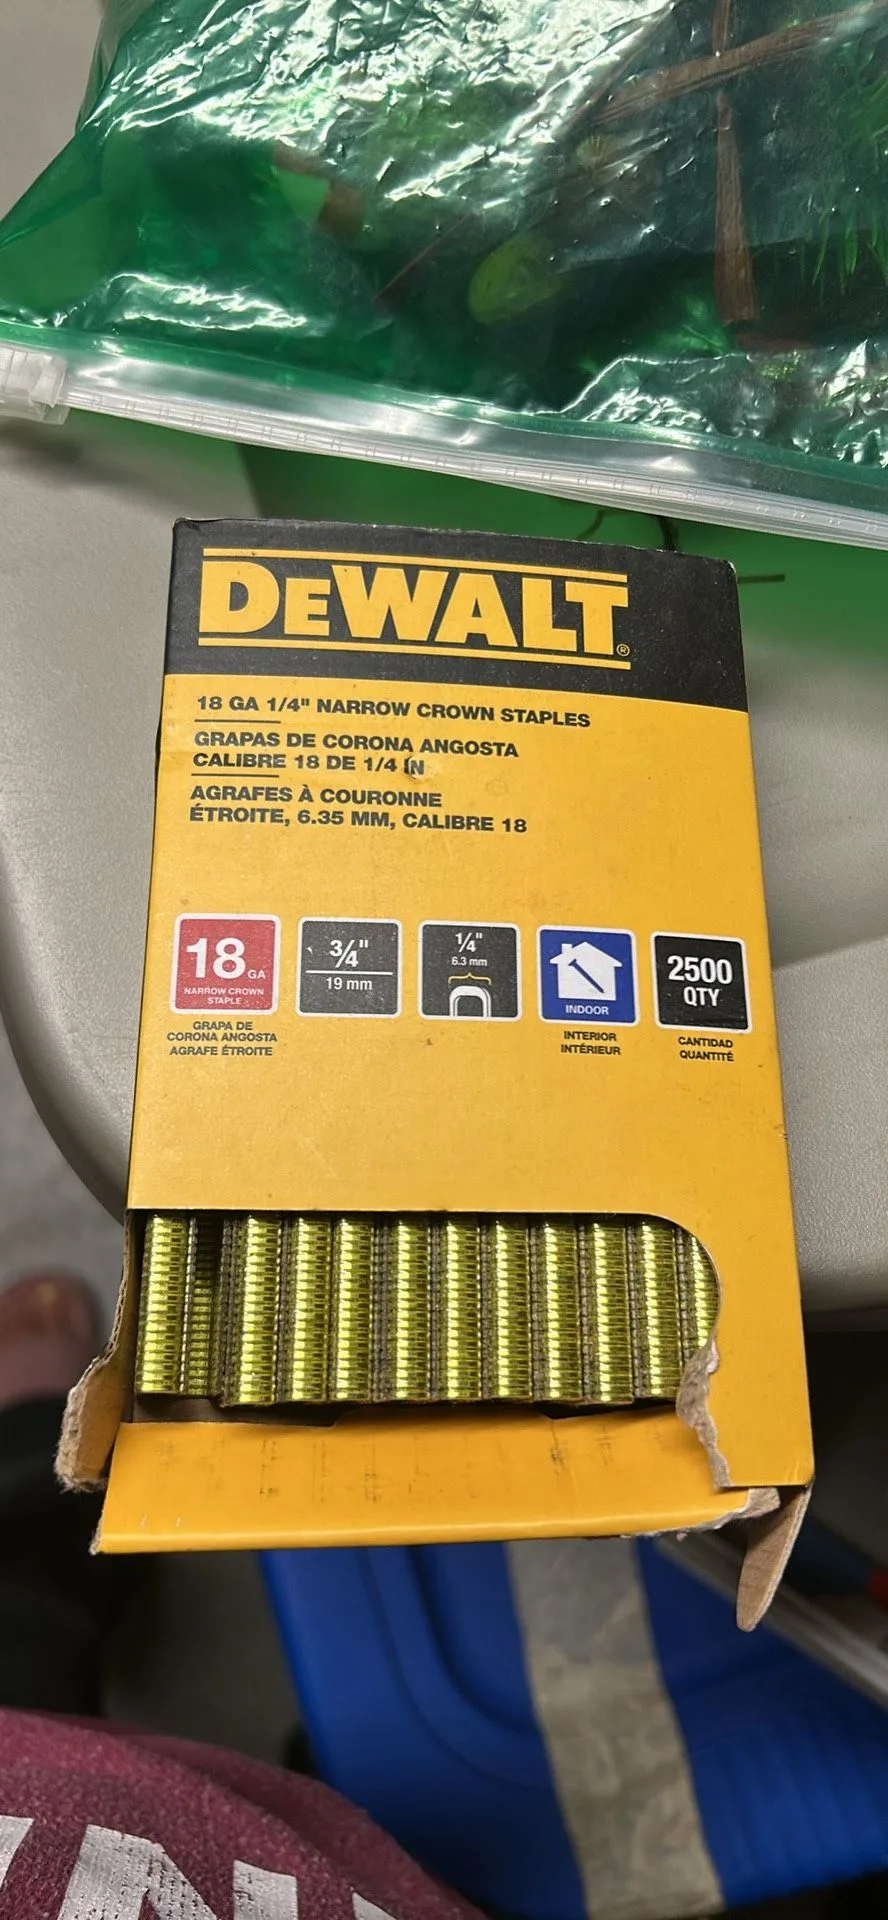 DEWALT®
18 GA 1/4" NARROW CROWN STAPLES
GRAPAS DE CORONA ANGOSTA
CALIBRE 18 DE 1/4 IN
AGRAFES À COURONNE
ÉTROITE, 6.35 MM, CALIBRE 18
18 GA
NARROW CROWN
STAPLE
GRAPA DE
CORONA ANGOSTA
AGRAFE ÉTROITE
3/4"
19 mm
1/4"
6.3 mm
INDOOR
INTERIOR
INTÉRIEUR
2500
QTY
CANTIDAD
QUANTITÉ